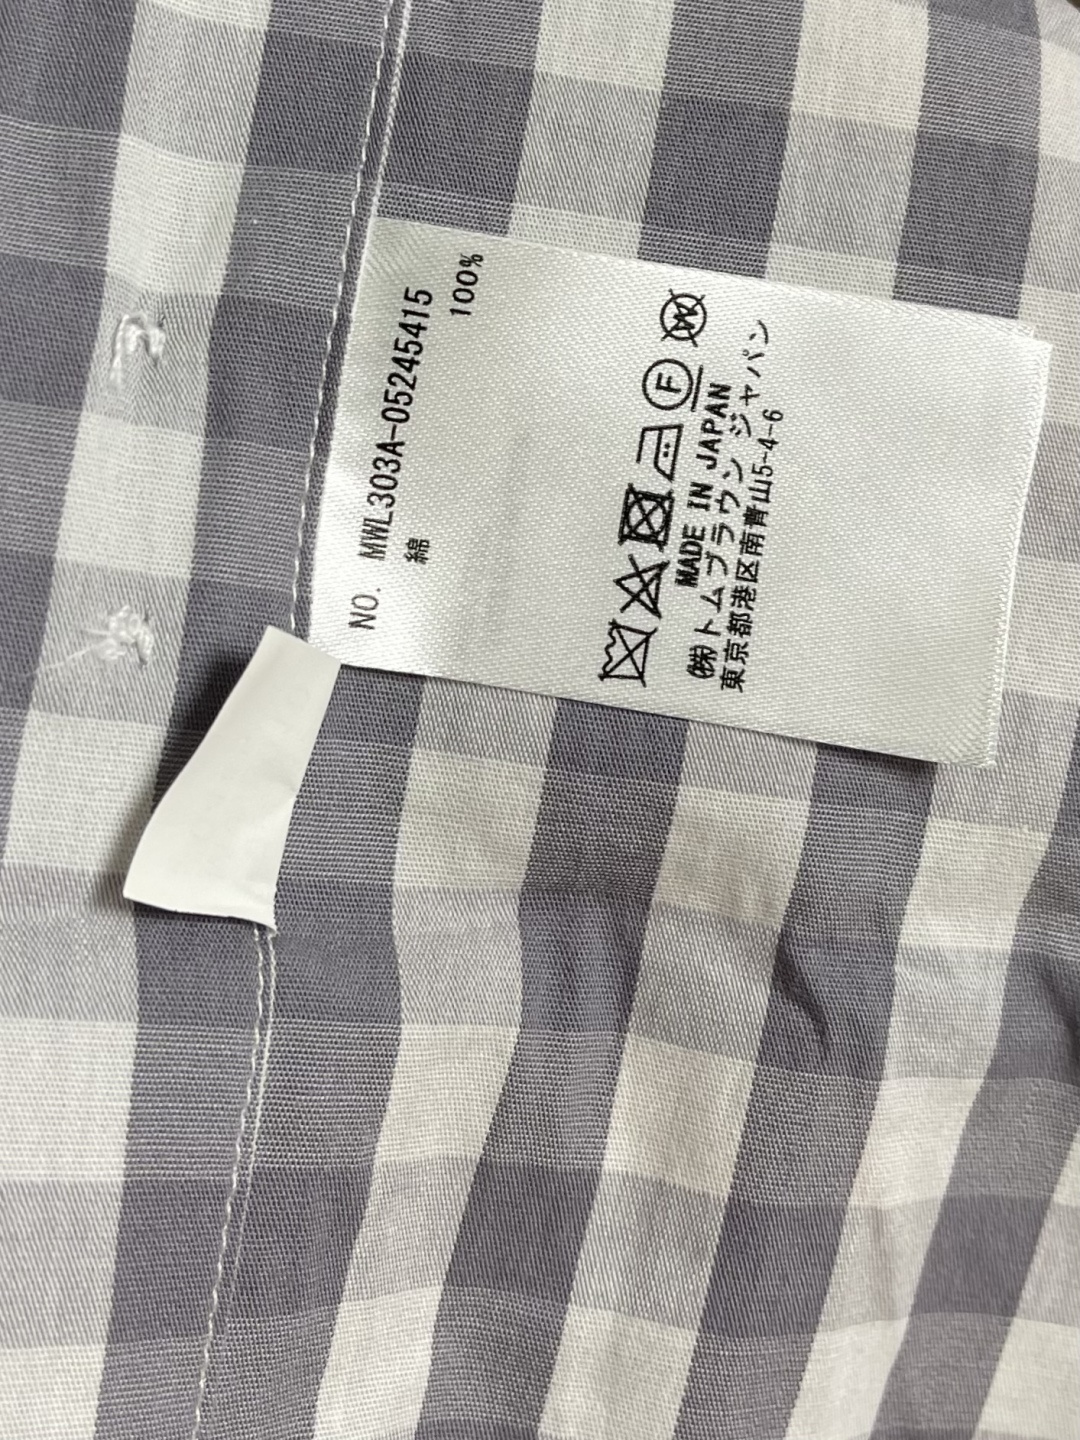 NO. MWL303A-05245415
綿 100%
F W
MADE IN JAPAN
㈱トムブラウン ジャパン
東京都港区南青山5-4-6